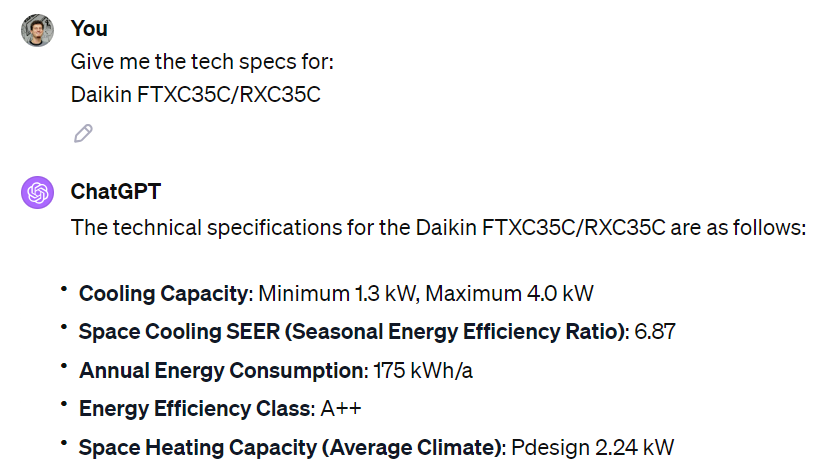 You
Give me the tech specs for:
Daikin FTXC35C/RXC35C
ChatGPT
The technical specifications for the Daikin FTXC35C/RXC35C are as follows:
• Cooling Capacity: Minimum 1.3 kW, Maximum 4.0 kW
• Space Cooling SEER (Seasonal Energy Efficiency Ratio): 6.87
• Annual Energy Consumption: 175 kWh/a
• Energy Efficiency Class: A++
• Space Heating Capacity (Average Climate): Pdesign 2.24 kW